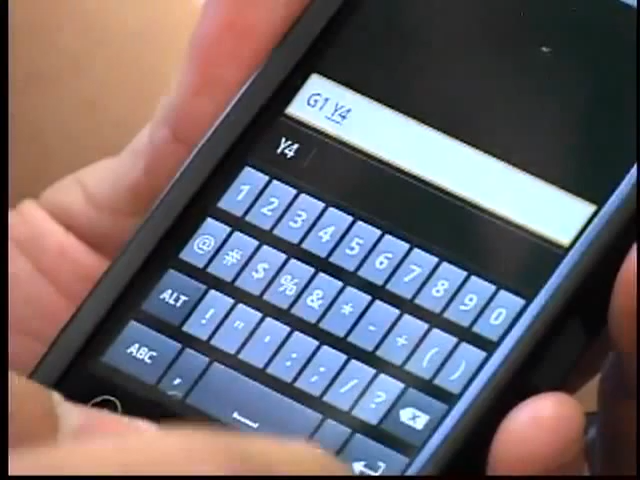 G1 Y4
Y4
1 2 3 4 5 6 7 8 9 0
@ # $ % & * - + ( )
ALT ! " ' : ; / ?
ABC ,